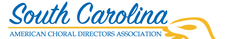 South Carolina
AMERICAN CHORAL DIRECTORS ASSOCIATION